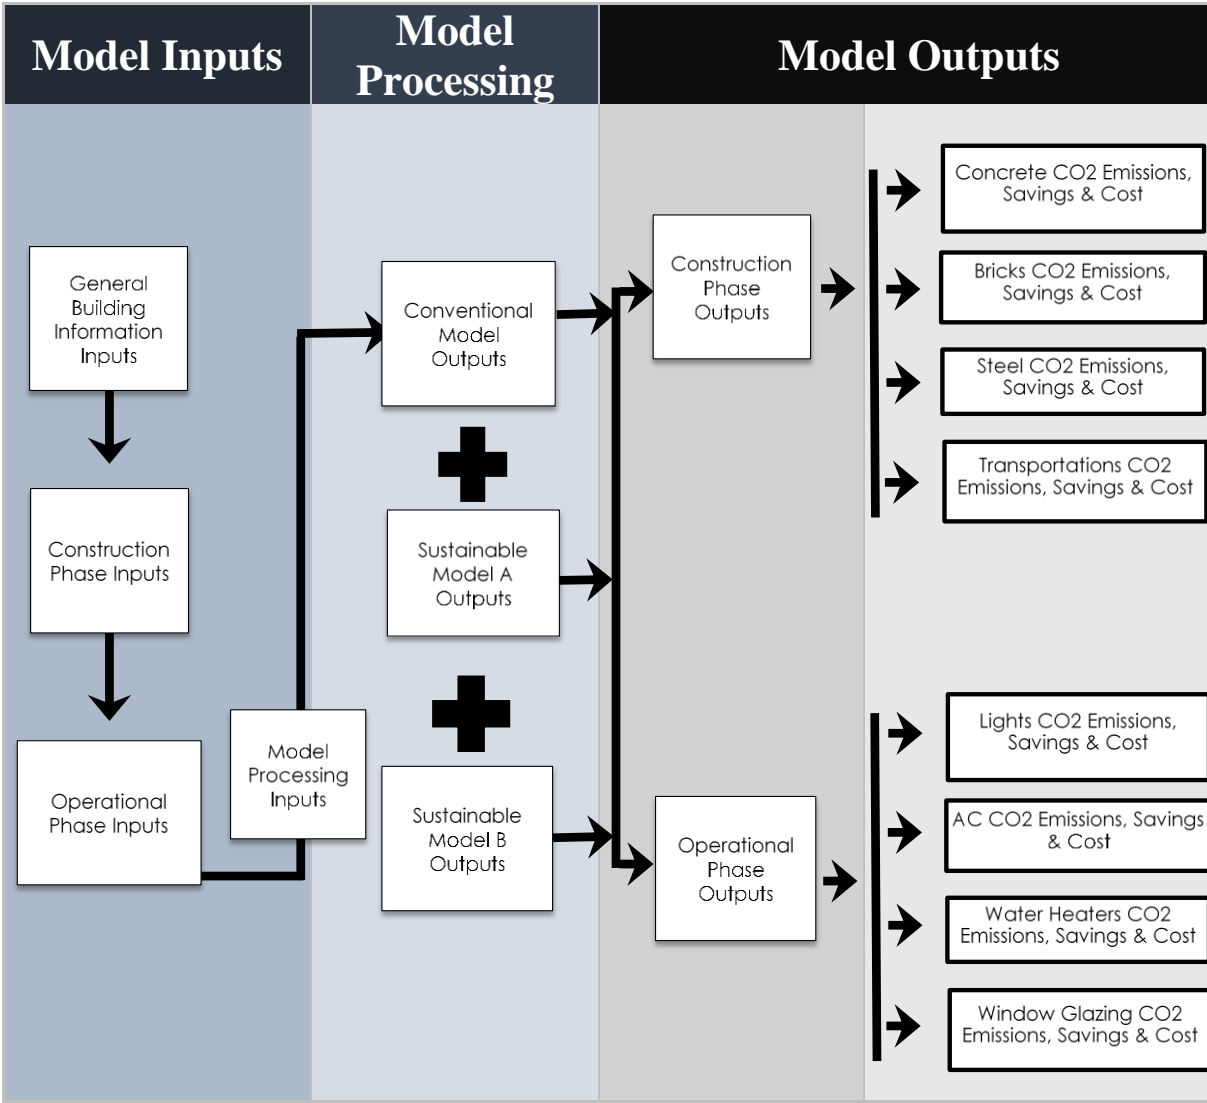 Model Inputs
Model
Processing
Model Outputs
General
Building
Information
Inputs
Construction
Phase Inputs
Operational
Phase Inputs
Model
Processing
Inputs
Conventional
Model
Outputs
Sustainable
Model A
Outputs
Sustainable
Model B
Outputs
Construction
Phase
Outputs
Operational
Phase
Outputs
Concrete CO2 Emissions,
Savings & Cost
Bricks CO2 Emissions,
Savings & Cost
Steel CO2 Emissions,
Savings & Cost
Transportations CO2
Emissions, Savings & Cost
Lights CO2 Emissions,
Savings & Cost
AC CO2 Emissions, Savings
& Cost
Water Heaters CO2
Emissions, Savings & Cost
Window Glazing CO2
Emissions, Savings & Cost